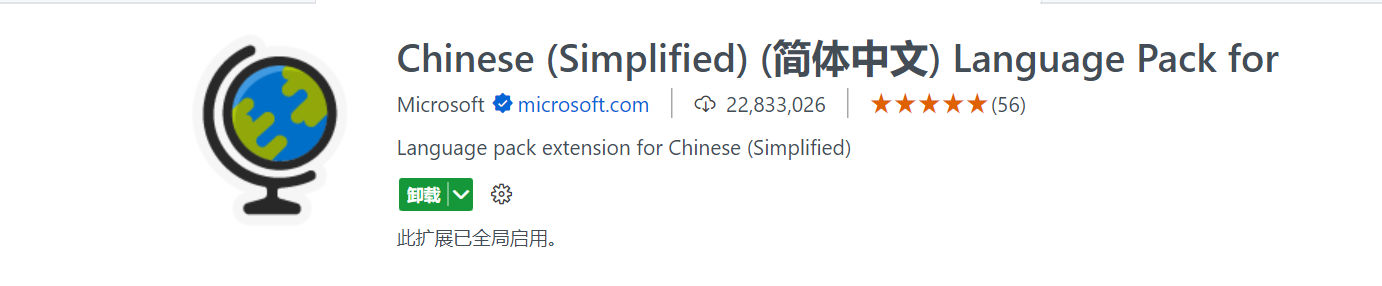 Chinese (Simplified) (简体中文) Language Pack for
Microsoft microsoft.com 22,833,026 ★★★★★(56)
Language pack extension for Chinese (Simplified)
卸载
此扩展已全局启用。